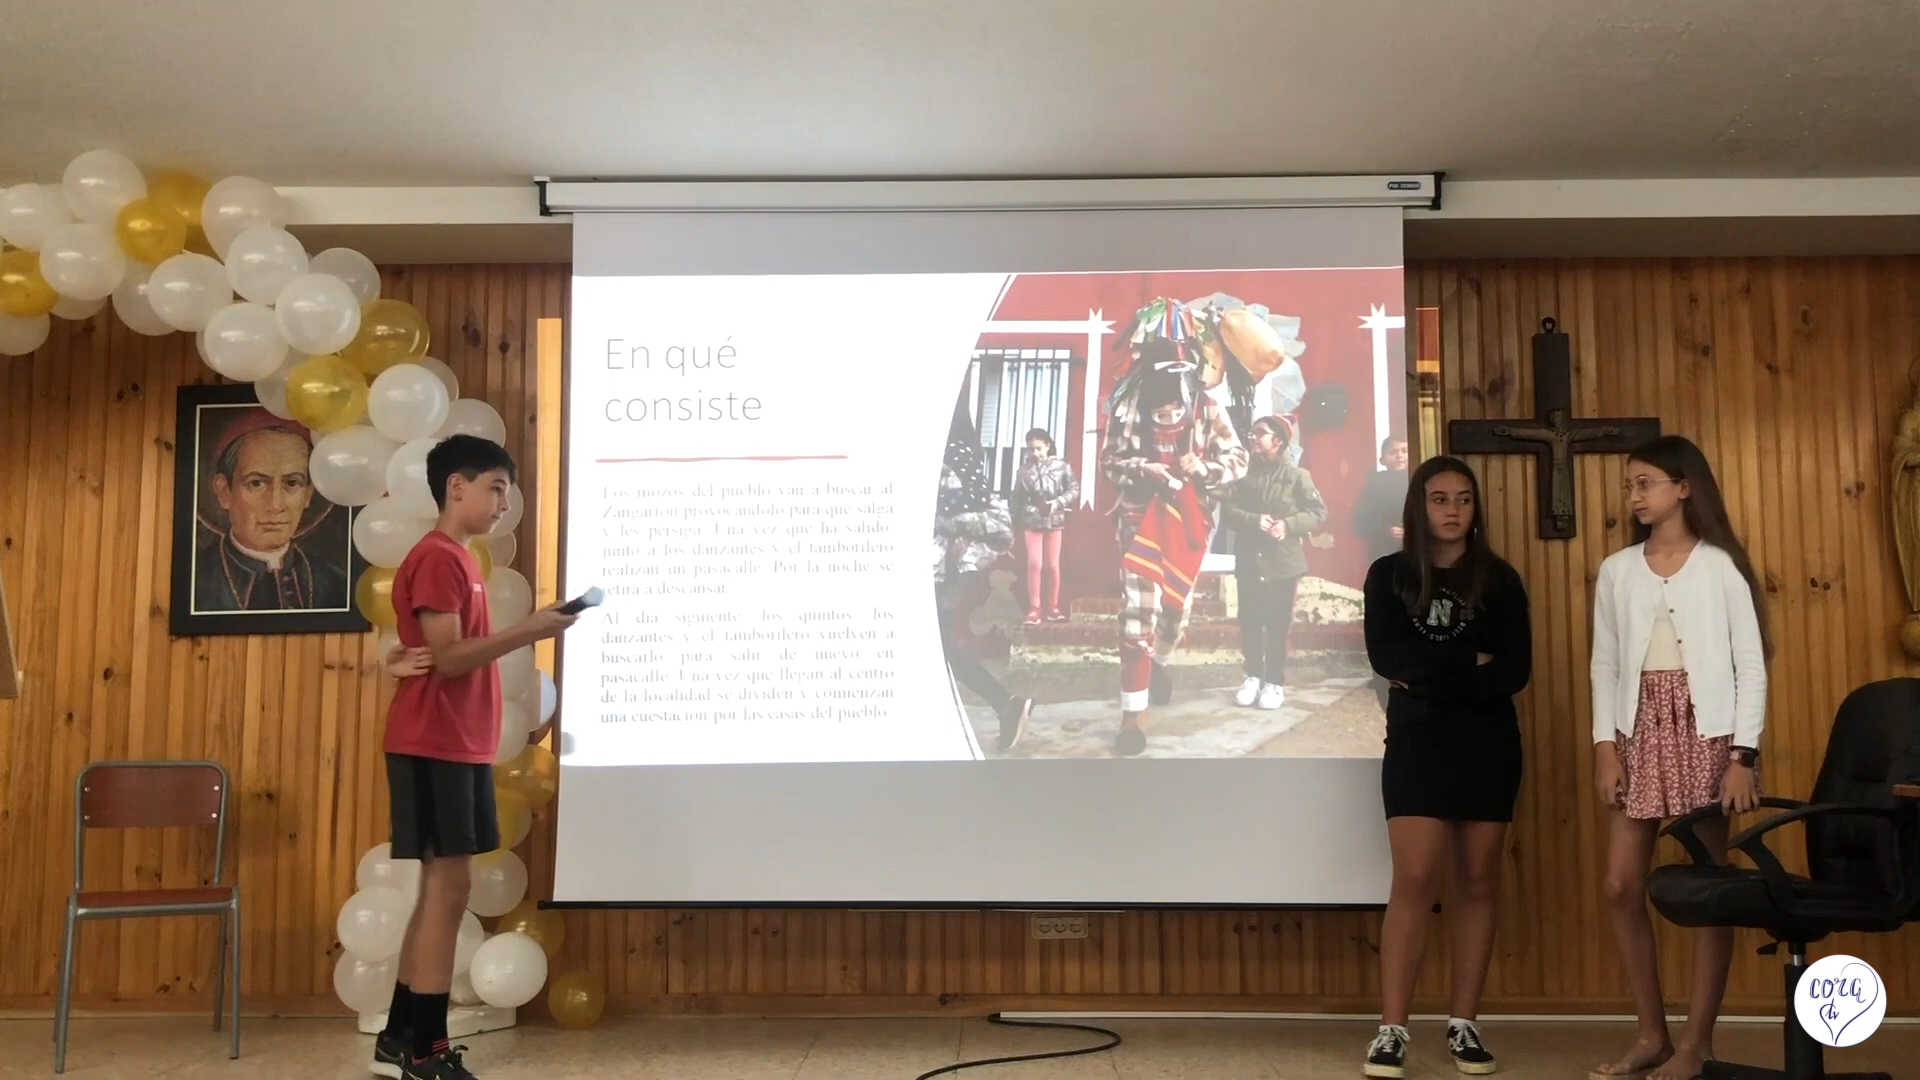 En qué
consiste
Los mozos del pueblo van a buscar al
Zangarrón provocándolo para que salga
y les persiga. Una vez que ha salido,
junto a los danzantes y el tamborilero
realizan un pasacalle. Por la noche se
retira a descansar.
Al día siguiente los quintos, los
danzantes y el tamborilero vuelven a
buscarlo para salir de nuevo en
pasacalle. Una vez que llegan al centro
de la localidad se dividen y comienzan
una cuestación por las casas del pueblo.
N
cora